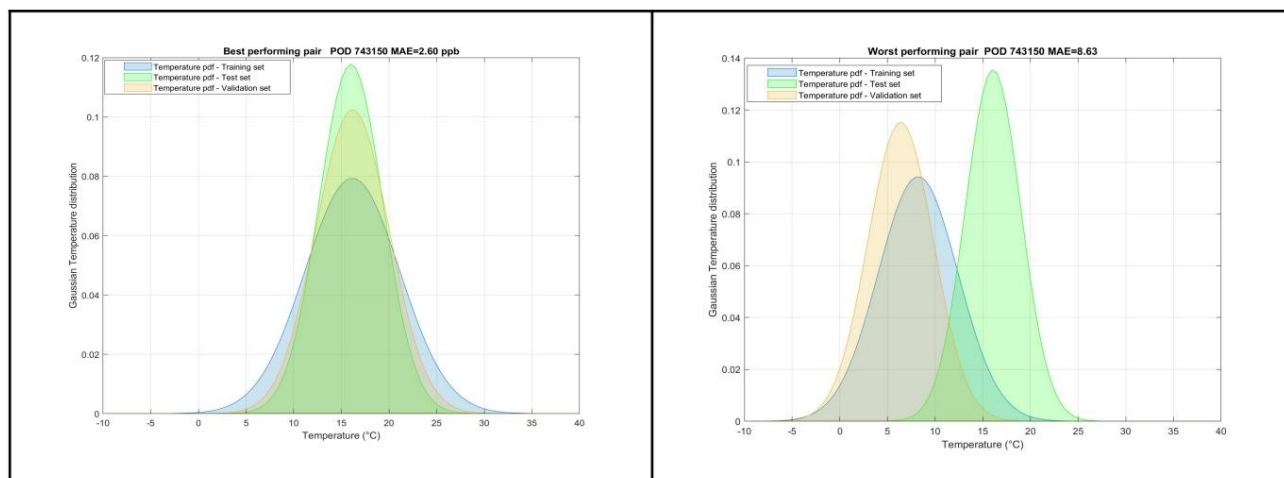 Best performing pair   POD 743150 MAE=2.60 ppb
0.12
Temperature pdf - Training set
Temperature pdf - Test set
Temperature pdf - Validation set
0.1
0.08
0.06
0.04
0.02
0
Gaussian Temperature distribution
-10 -5 0 5 10 15 20 25 30 35 40
Temperature (°C)
Worst performing pair  POD 743150 MAE=8.63
0.14
Temperature pdf - Training set
Temperature pdf - Test set
Temperature pdf - Validation set
0.12
0.1
0.08
0.06
0.04
0.02
0
Gaussian Temperature distribution
-10 -5 0 5 10 15 20 25 30 35 40
Temperature (°C)